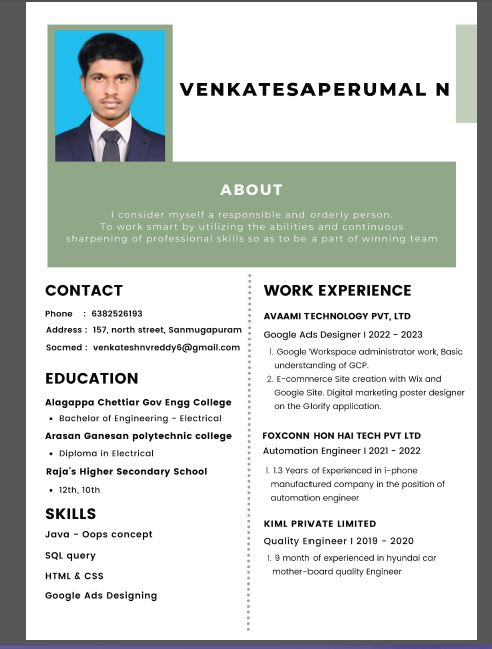 VENKATESAPERUMAL N
ABOUT
I consider myself a responsible and orderly person.
To work smart by utilizing the abilities and continuous
sharpening of professional skills so as to be a part of winning team
CONTACT
Phone : 6382526193
Address : 157, north street, Sanmugapuram
Socmed : venkateshnvreddy6@gmail.com
EDUCATION
Alagappa Chettiar Gov Engg College
• Bachelor of Engineering - Electrical
Arasan Ganesan polytechnic college
• Diploma in Electrical
Raja's Higher Secondary School
• 12th, 10th
SKILLS
Java - Oops concept
SQL query
HTML & CSS
Google Ads Designing
WORK EXPERIENCE
AVAAMI TECHNOLOGY PVT, LTD
Google Ads Designer I 2022 - 2023
1. Google Workspace administrator work, Basic
understanding of GCP.
2. E-commerce Site creation with Wix and
Google Site. Digital marketing poster designer
on the Glorify application.
FOXCONN HON HAI TECH PVT LTD
Automation Engineer I 2021 - 2022
1. 1.3 Years of Experienced in i-phone
manufactured company in the position of
automation engineer
KIML PRIVATE LIMITED
Quality Engineer I 2019 - 2020
1. 9 month of experienced in hyundai car
mother-board quality Engineer